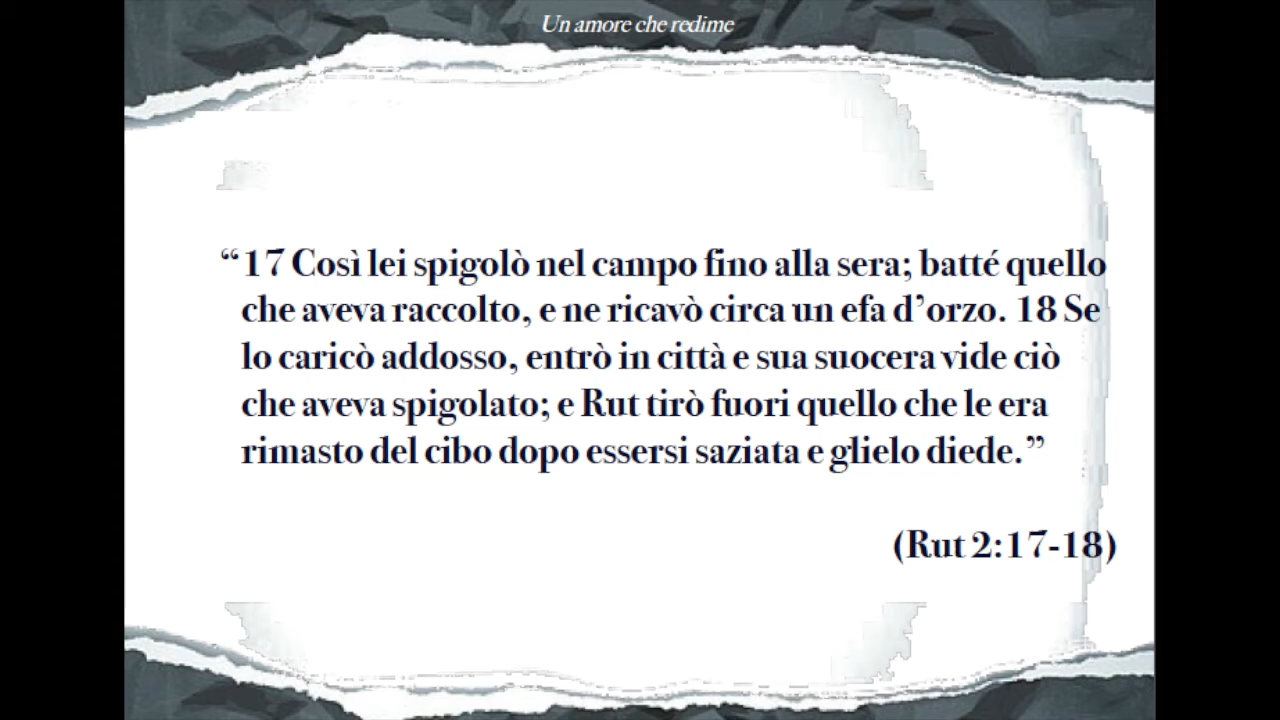 Un amore che redime
“17 Così lei spigolò nel campo fino alla sera; batté quello
che aveva raccolto, e ne ricavò circa un efa d’orzo. 18 Se
lo caricò addosso, entrò in città e sua suocera vide ciò
che aveva spigolato; e Rut tirò fuori quello che le era
rimasto del cibo dopo essersi saziata e glielo diede.”
(Rut 2:17-18)